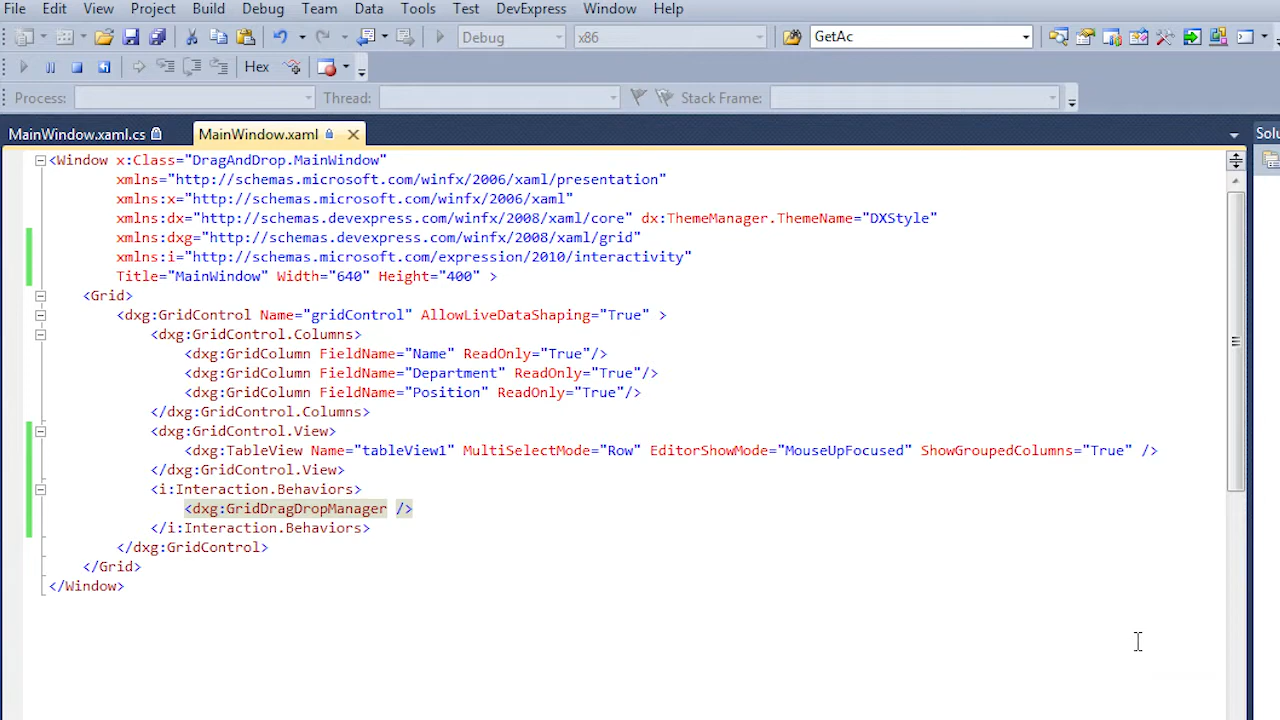 File Edit View Project Build Debug Team Data Tools Test DevExpress Window Help
Debug x86 GetAc
Hex
Process: Thread: Stack Frame:
MainWindow.xaml.cs MainWindow.xaml Solu
<Window x:Class="DragAndDrop.MainWindow"
xmlns="http://schemas.microsoft.com/winfx/2006/xaml/presentation"
xmlns:x="http://schemas.microsoft.com/winfx/2006/xaml"
xmlns:dx="http://schemas.devexpress.com/winfx/2008/xaml/core" dx:ThemeManager.ThemeName="DXStyle"
xmlns:dxg="http://schemas.devexpress.com/winfx/2008/xaml/grid"
xmlns:i="http://schemas.microsoft.com/expression/2010/interactivity"
Title="MainWindow" Width="640" Height="400" >
<Grid>
<dxg:GridControl Name="gridControl" AllowLiveDataShaping="True" >
<dxg:GridControl.Columns>
<dxg:GridColumn FieldName="Name" ReadOnly="True"/>
<dxg:GridColumn FieldName="Department" ReadOnly="True"/>
<dxg:GridColumn FieldName="Position" ReadOnly="True"/>
</dxg:GridControl.Columns>
<dxg:GridControl.View>
<dxg:TableView Name="tableView1" MultiSelectMode="Row" EditorShowMode="MouseUpFocused" ShowGroupedColumns="True" />
</dxg:GridControl.View>
<i:Interaction.Behaviors>
<dxg:GridDragDropManager />
</i:Interaction.Behaviors>
</dxg:GridControl>
</Grid>
</Window>